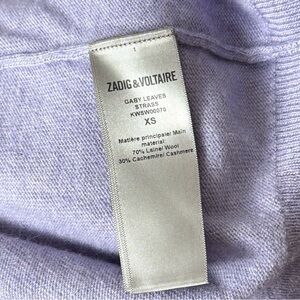 ZADIG & VOLTAIRE
GABY LEAVES
STRASS
KWSW00070
XS
Matière principale/ Main
material:
70% Laine/ Wool
30% Cachemire/ Cashmere